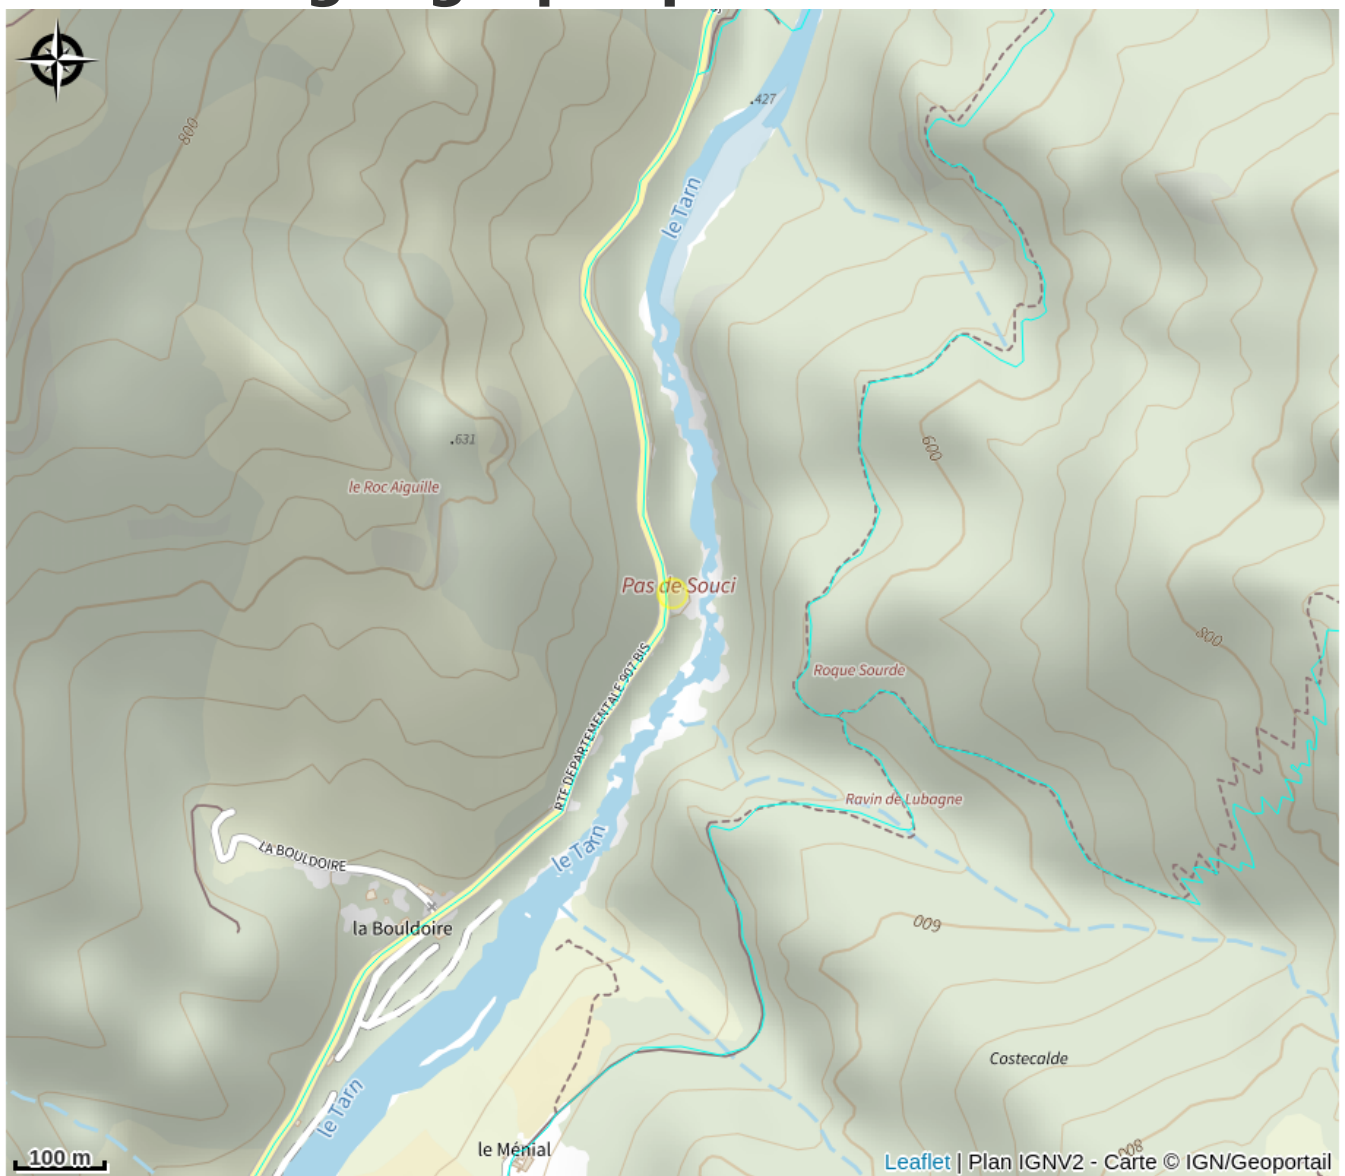 .427
800
le Tarn
.631
600
le Roc Aiguille
Pas de Souci
800
RTE DEPARTEMENTALE 907 BIS
Roque Sourde
Ravin de Lubagne
LA BOULDOIRE
le Tarn
la Bouldoire
600
Costecalde
le Tarn
le Ménial
800
100 m
Leaflet | Plan IGNV2 - Carte © IGN/Geoportail